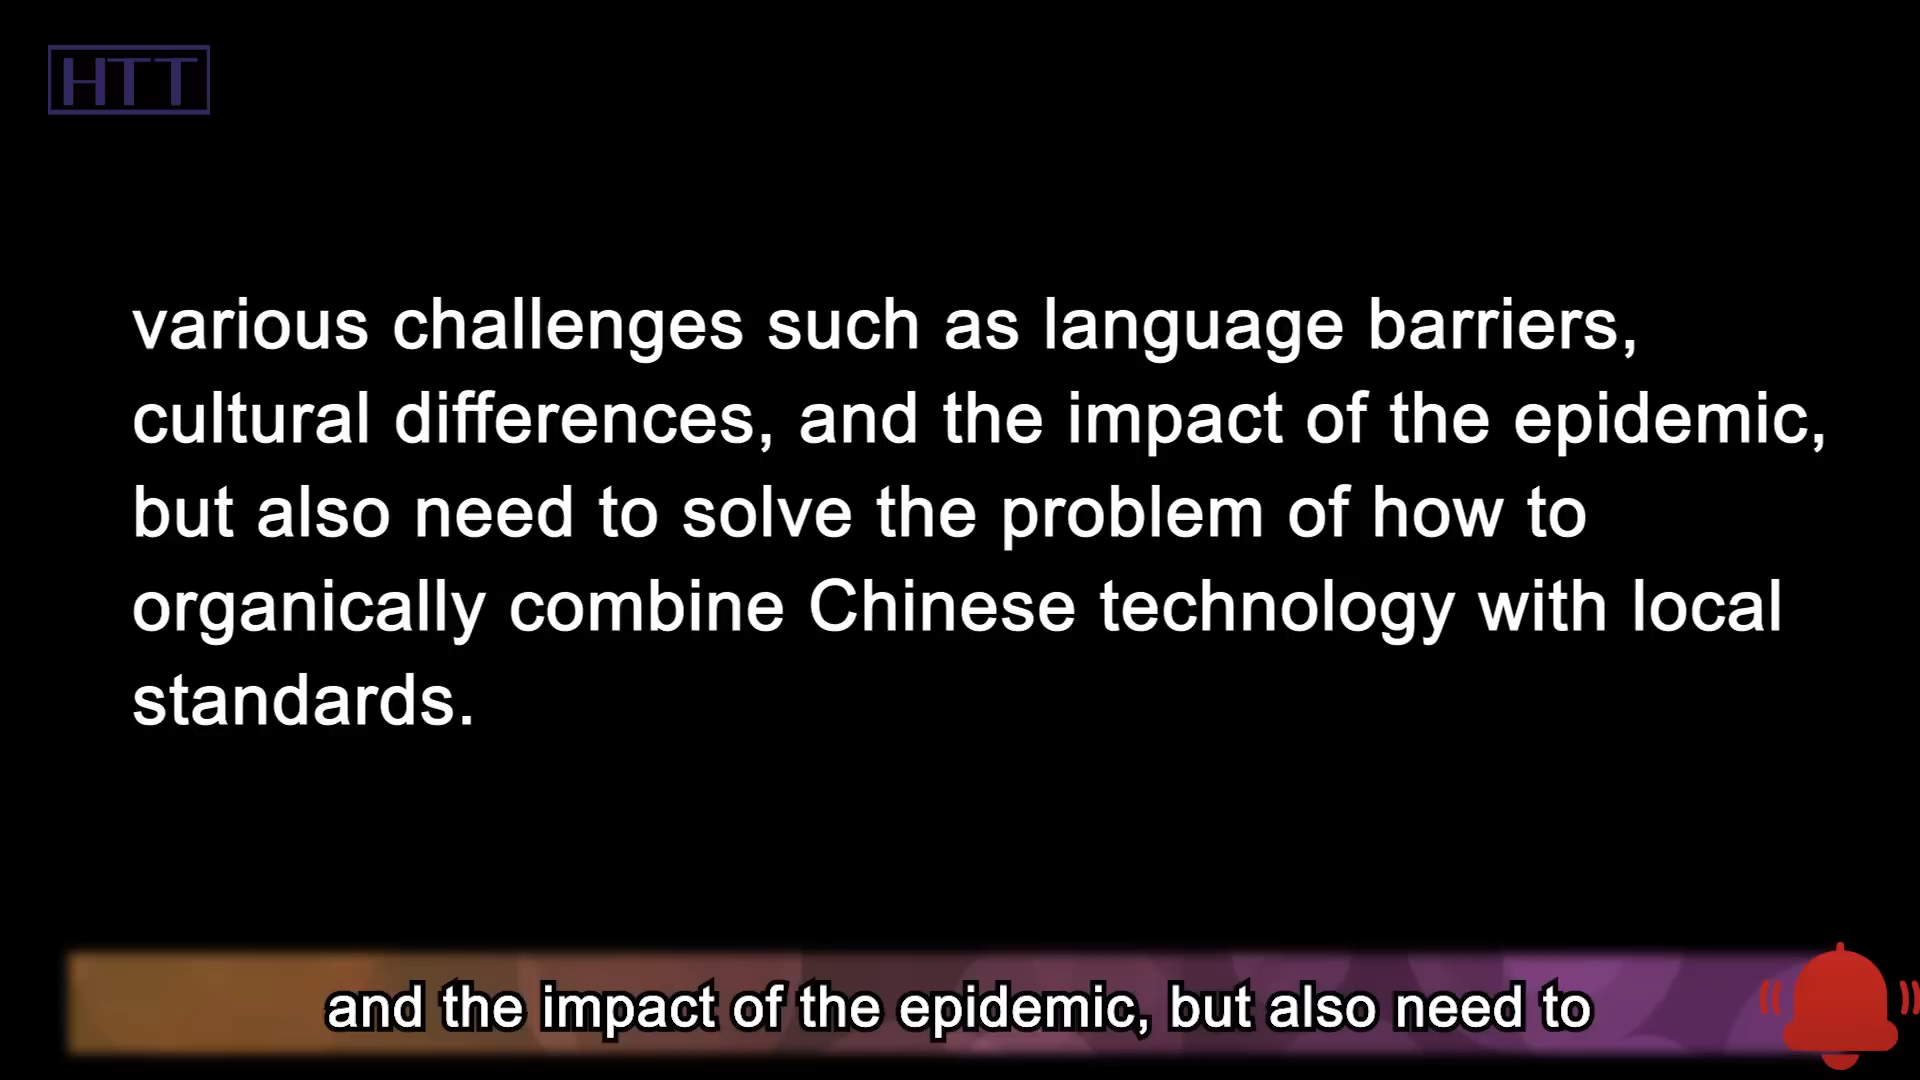 HTT
various challenges such as language barriers,
cultural differences, and the impact of the epidemic,
but also need to solve the problem of how to
organically combine Chinese technology with local
standards.
and the impact of the epidemic, but also need to